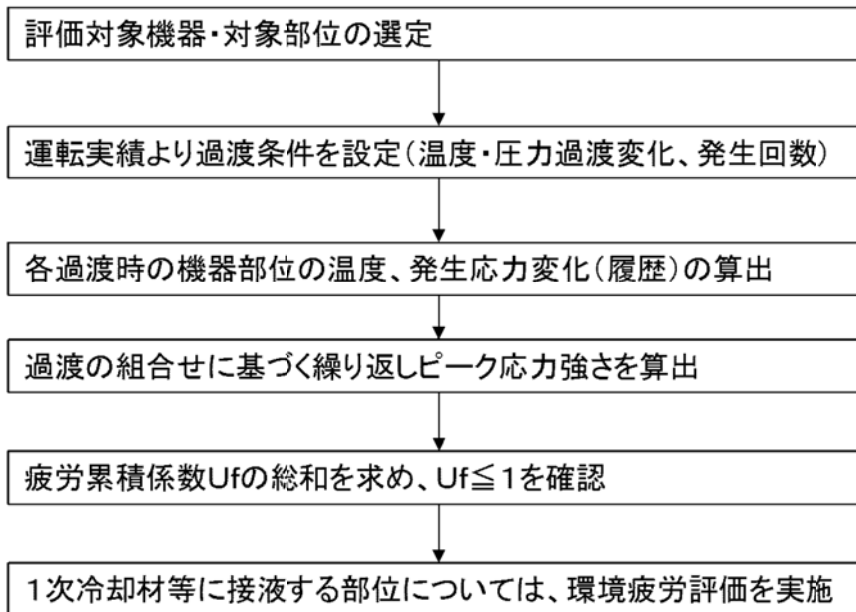 評価対象機器・対象部位の選定
運転実績より過渡条件を設定(温度・圧力過渡変化、発生回数)
各過渡時の機器部位の温度、発生応力変化(履歴)の算出
過渡の組合せに基づく繰り返しピーク応力強さを算出
疲労累積係数Ufの総和を求め、Uf≦1を確認
1次冷却材等に接液する部位については、環境疲労評価を実施